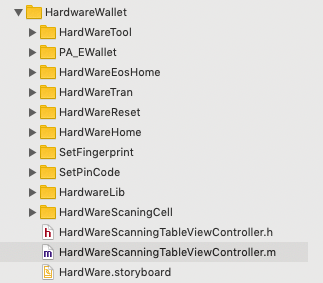 HardwareWallet
HardWareTool
PA_EWallet
HardWareEosHome
HardWareTran
HardWareReset
HardWareHome
SetFingerprint
SetPinCode
HardwareLib
HardWareScaningCell
h HardWareScanningTableViewController.h
m HardWareScanningTableViewController.m
HardWare.storyboard